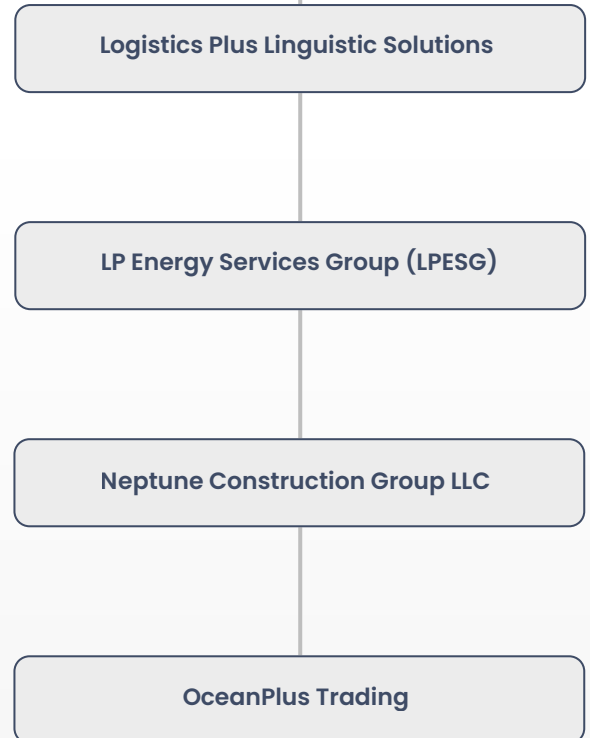 Logistics Plus Linguistic Solutions
LP Energy Services Group (LPESG)
Neptune Construction Group LLC
OceanPlus Trading